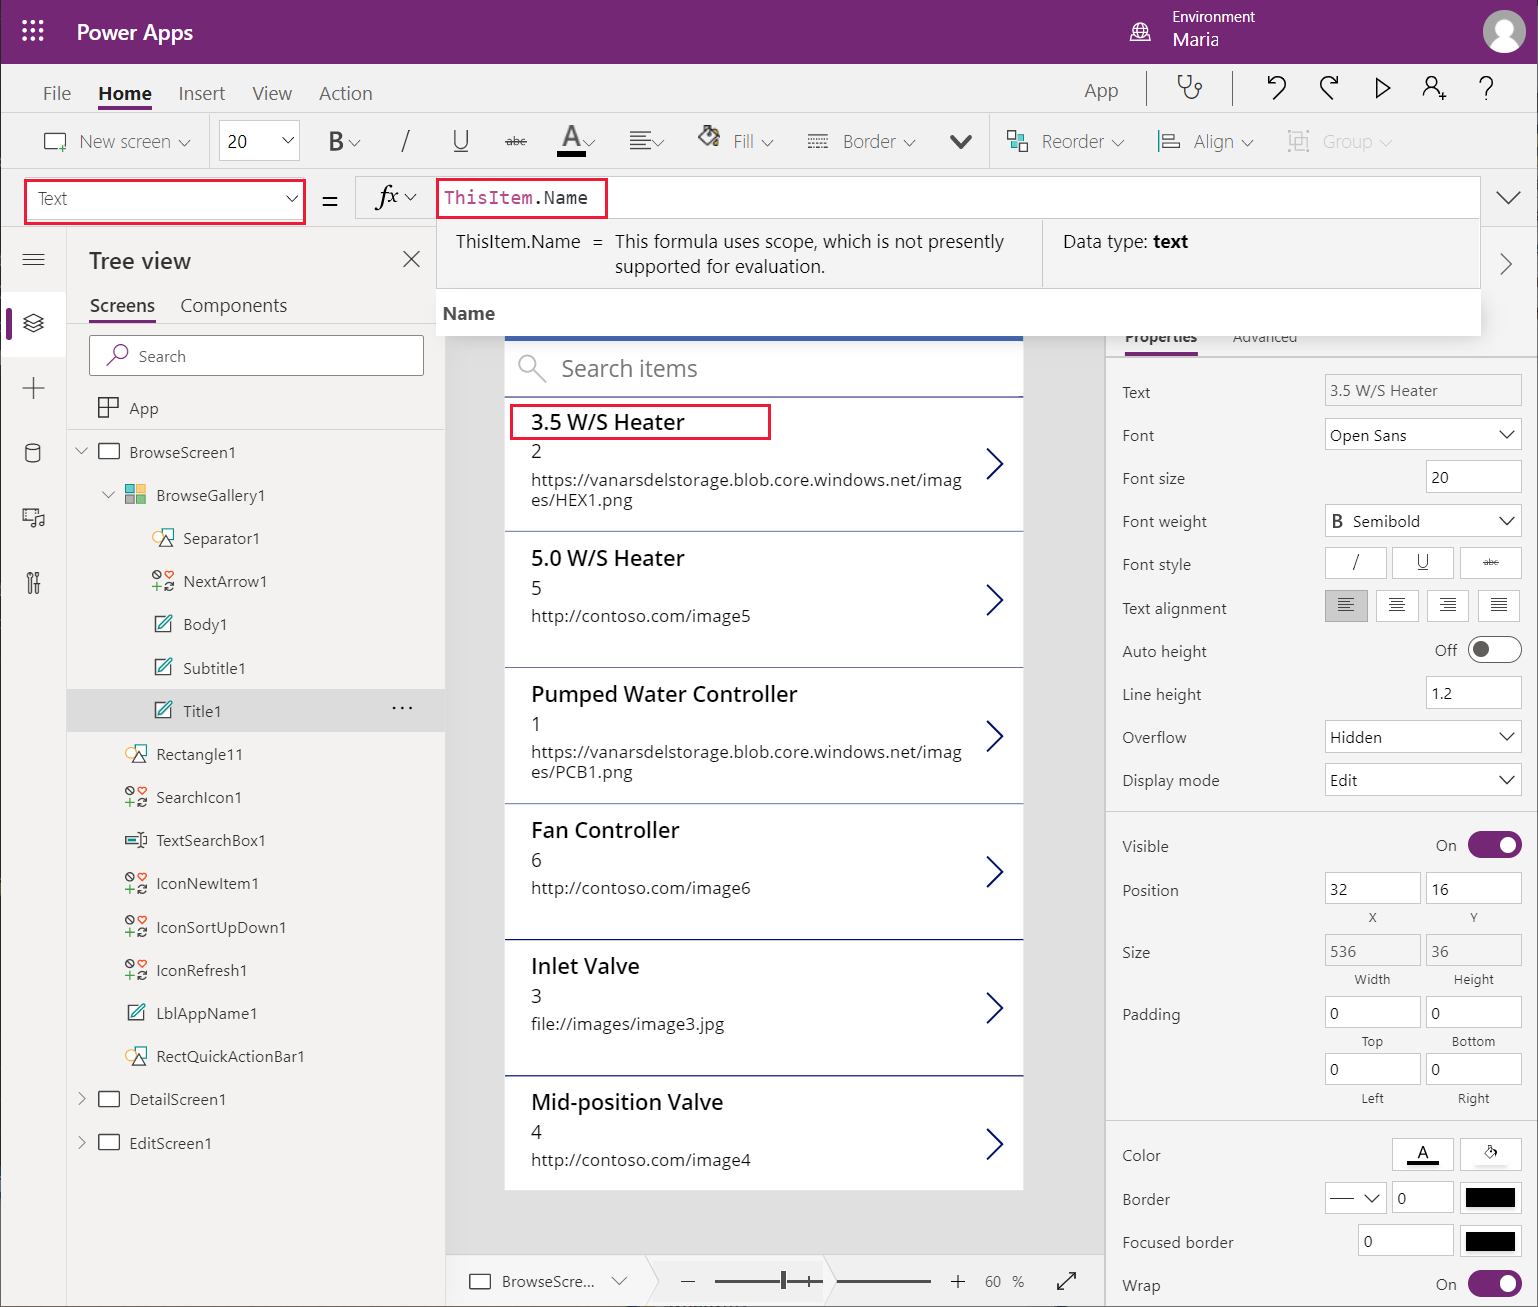 Power Apps
Environment
Maria
File Home Insert View Action App
New screen 20 B / U abc A Fill Border Reorder Align Group
Text = fx ThisItem.Name
ThisItem.Name = This formula uses scope, which is not presently
supported for evaluation.
Data type: text
Name
Tree view
Screens Components
Search
App
BrowseScreen1
BrowseGallery1
Separator1
NextArrow1
Body1
Subtitle1
Title1 ...
Rectangle11
SearchIcon1
TextSearchBox1
IconNewItem1
IconSortUpDown1
IconRefresh1
LblAppName1
RectQuickActionBar1
DetailScreen1
EditScreen1
Search items
3.5 W/S Heater
2
https://vanarsdelstorage.blob.core.windows.net/imag
es/HEX1.png
5.0 W/S Heater
5
http://contoso.com/image5
Pumped Water Controller
1
https://vanarsdelstorage.blob.core.windows.net/imag
es/PCB1.png
Fan Controller
6
http://contoso.com/image6
Inlet Valve
3
file://images/image3.jpg
Mid-position Valve
4
http://contoso.com/image4
BrowseScre... 60 %
Properties Advanced
Text 3.5 W/S Heater
Font Open Sans
Font size 20
Font weight B Semibold
Font style / U abc
Text alignment
Auto height Off
Line height 1.2
Overflow Hidden
Display mode Edit
Visible On
Position 32 16
X Y
Size 536 36
Width Height
Padding 0 0
Top Bottom
0 0
Left Right
Color A
Border 0
Focused border 0
Wrap On